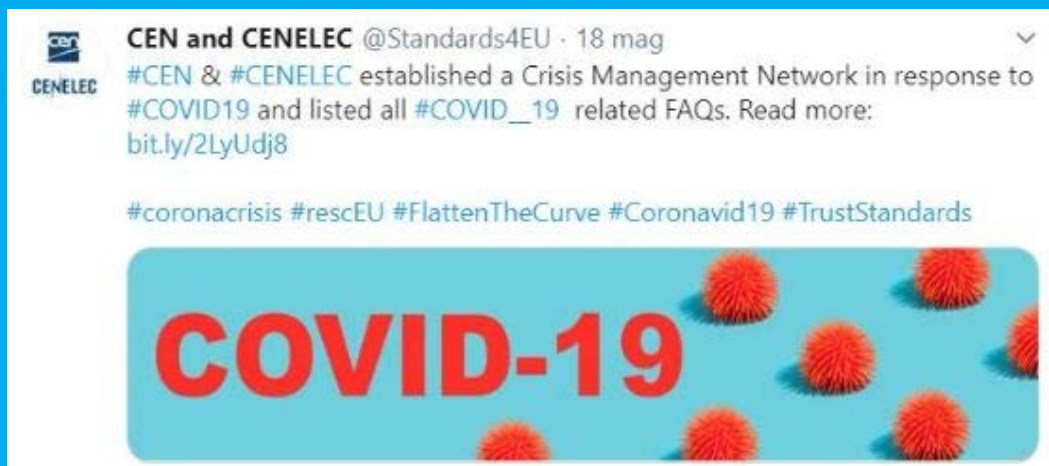 cen
CENELEC
CEN and CENELEC @Standards4EU · 18 mag
#CEN & #CENELEC established a Crisis Management Network in response to
#COVID19 and listed all #COVID__19 related FAQs. Read more:
bit.ly/2LyUdj8
#coronacrisis #rescEU #FlattenTheCurve #Coronavid19 #TrustStandards
COVID-19